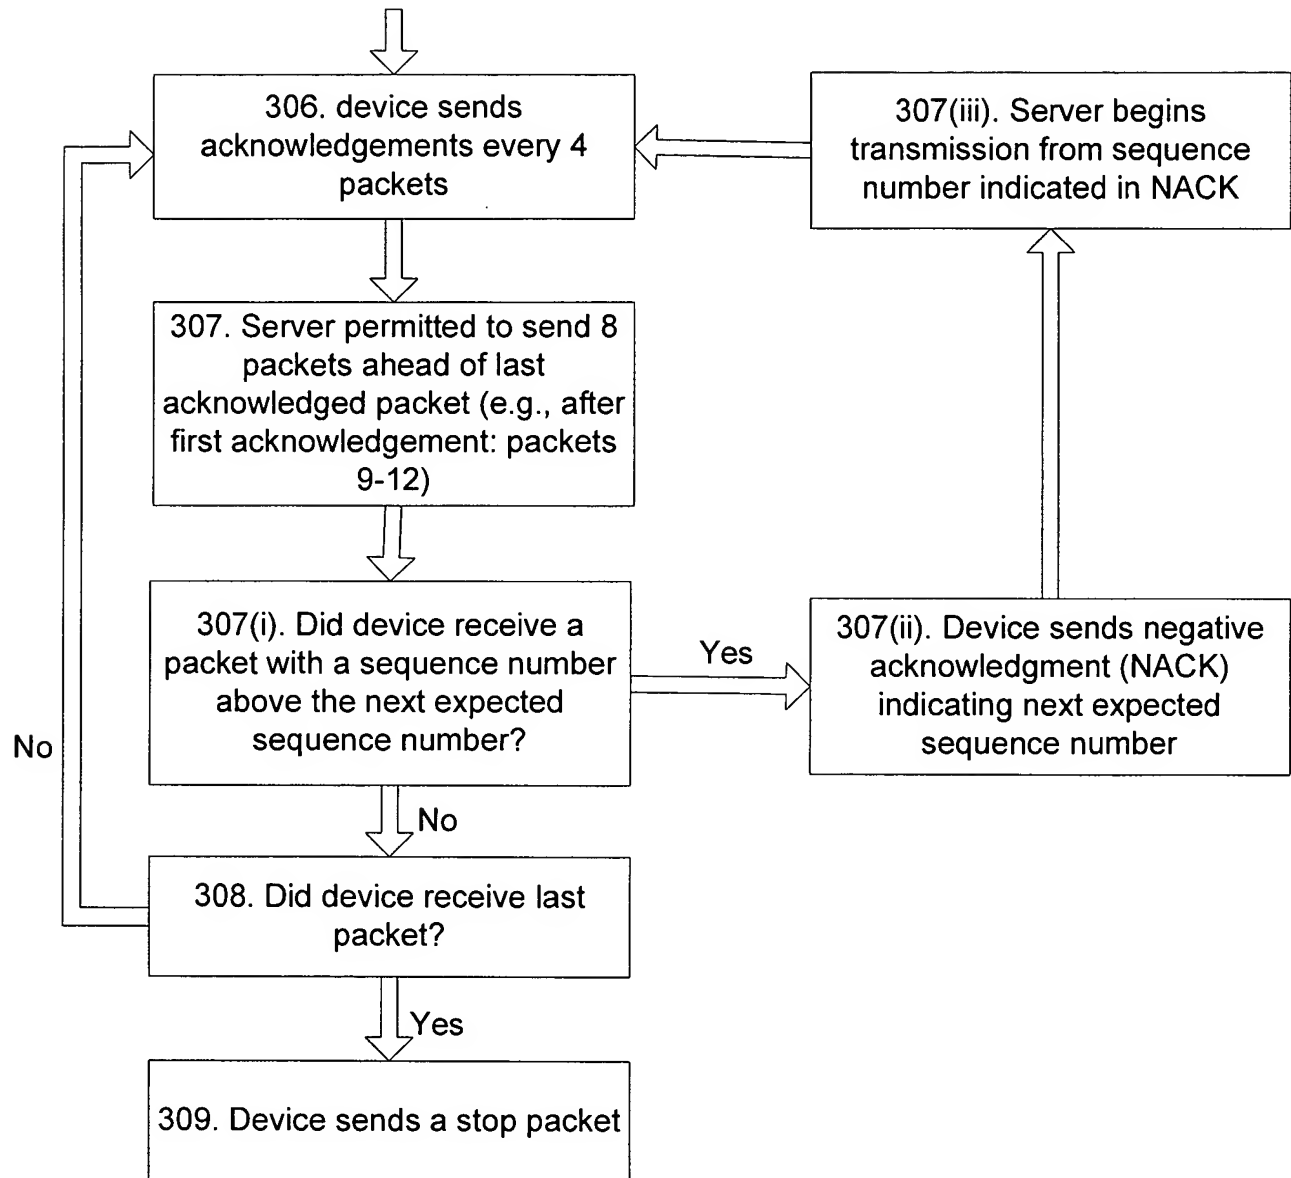 306. device sends
acknowledgements every 4
packets
307(iii). Server begins
transmission from sequence
number indicated in NACK
307. Server permitted to send 8
packets ahead of last
acknowledged packet (e.g., after
first acknowledgement: packets
9-12)
307(i). Did device receive a
packet with a sequence number
above the next expected
sequence number?
Yes
307(ii). Device sends negative
acknowledgment (NACK)
indicating next expected
sequence number
No
No
308. Did device receive last
packet?
Yes
309. Device sends a stop packet